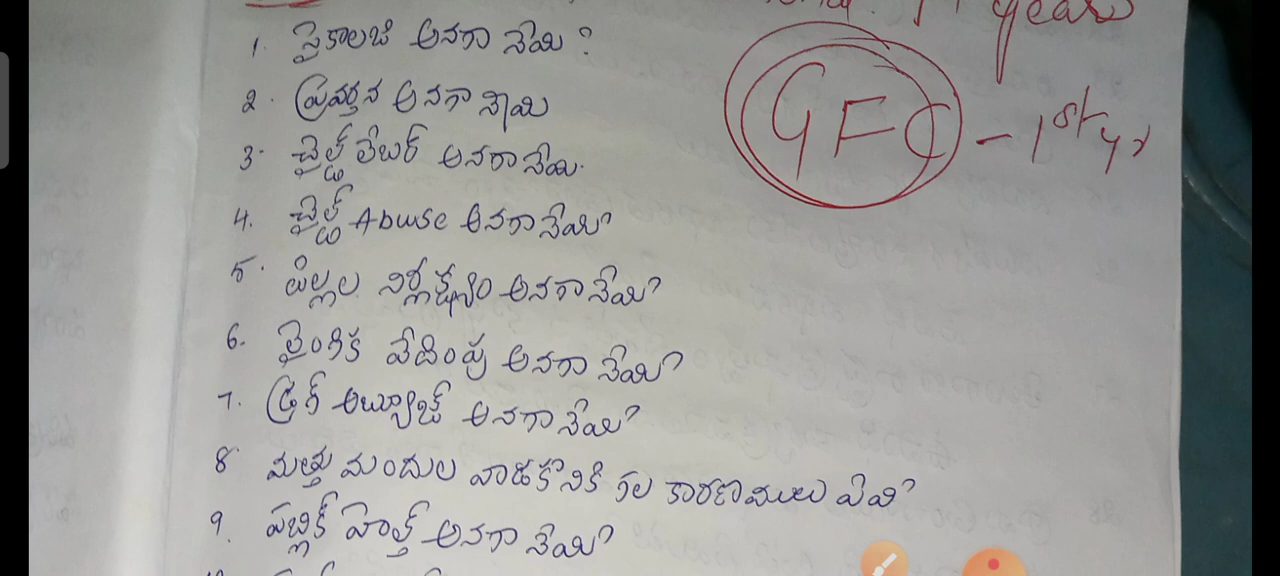 years
1. సైకాలజి అనగా నేమి?
GFC - 1st yr
2. ప్రవర్తన అనగా నేమి
3. చైల్డ్ లేబర్ అనగా నేమి.
4. చైల్డ్ Abuse అనగా నేమి?
5. పిల్లల నిర్లక్ష్యం అనగా నేమి?
6. లైంగిక వేదింపు అనగా నేమి?
7. డ్రగ్ అబ్యూజ్ అనగా నేమి?
8 మత్తు మందుల వాడకానికి గల కారణములు ఏవి?
9. పబ్లిక్ హెల్త్ అనగా నేమి?